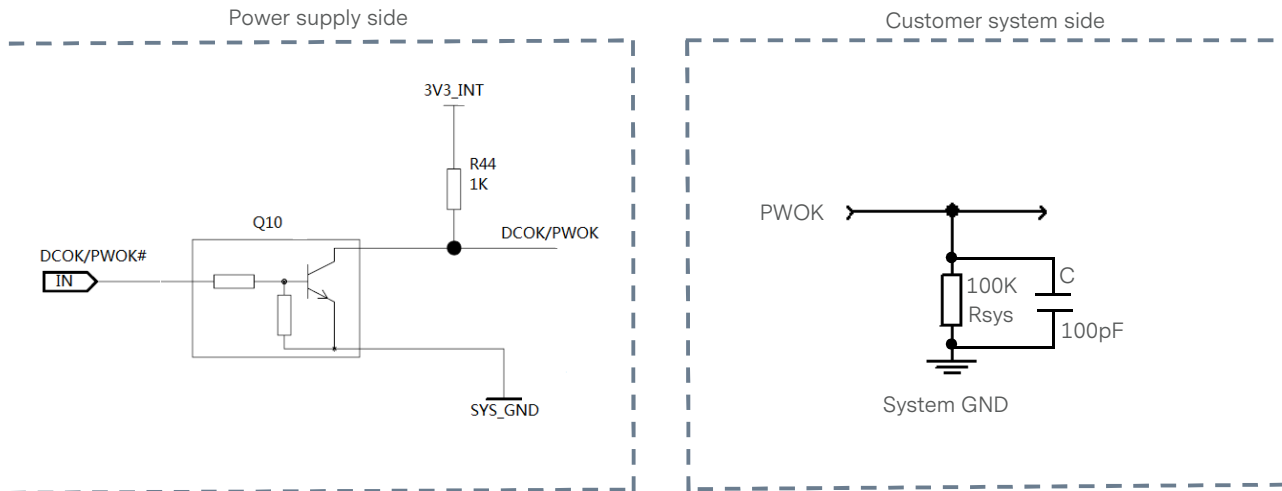 Power supply side
Customer system side
3V3_INT
R44
1K
Q10
DCOK/PWOK
DCOK/PWOK#
IN
SYS_GND
PWOK
100K
Rsys
C
100pF
System GND